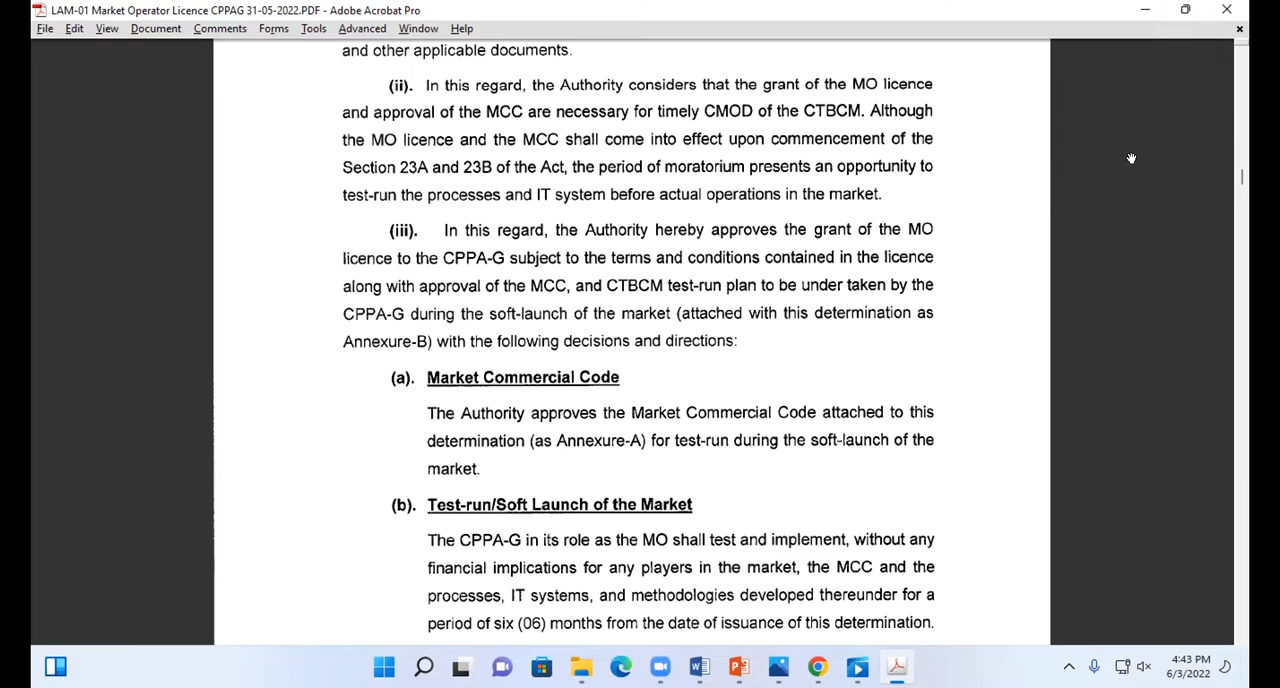 LAM-01 Market Operator Licence CPPAG 31-05-2022.PDF - Adobe Acrobat Pro
File Edit View Document Comments Forms Tools Advanced Window Help
and other applicable documents.
(ii). In this regard, the Authority considers that the grant of the MO licence
and approval of the MCC are necessary for timely CMOD of the CTBCM. Although
the MO licence and the MCC shall come into effect upon commencement of the
Section 23A and 23B of the Act, the period of moratorium presents an opportunity to
test-run the processes and IT system before actual operations in the market.
(iii). In this regard, the Authority hereby approves the grant of the MO
licence to the CPPA-G subject to the terms and conditions contained in the licence
along with approval of the MCC, and CTBCM test-run plan to be under taken by the
CPPA-G during the soft-launch of the market (attached with this determination as
Annexure-B) with the following decisions and directions:
(a). Market Commercial Code
The Authority approves the Market Commercial Code attached to this
determination (as Annexure-A) for test-run during the soft-launch of the
market.
(b). Test-run/Soft Launch of the Market
The CPPA-G in its role as the MO shall test and implement, without any
financial implications for any players in the market, the MCC and the
processes, IT systems, and methodologies developed thereunder for a
period of six (06) months from the date of issuance of this determination.
4:43 PM
6/3/2022